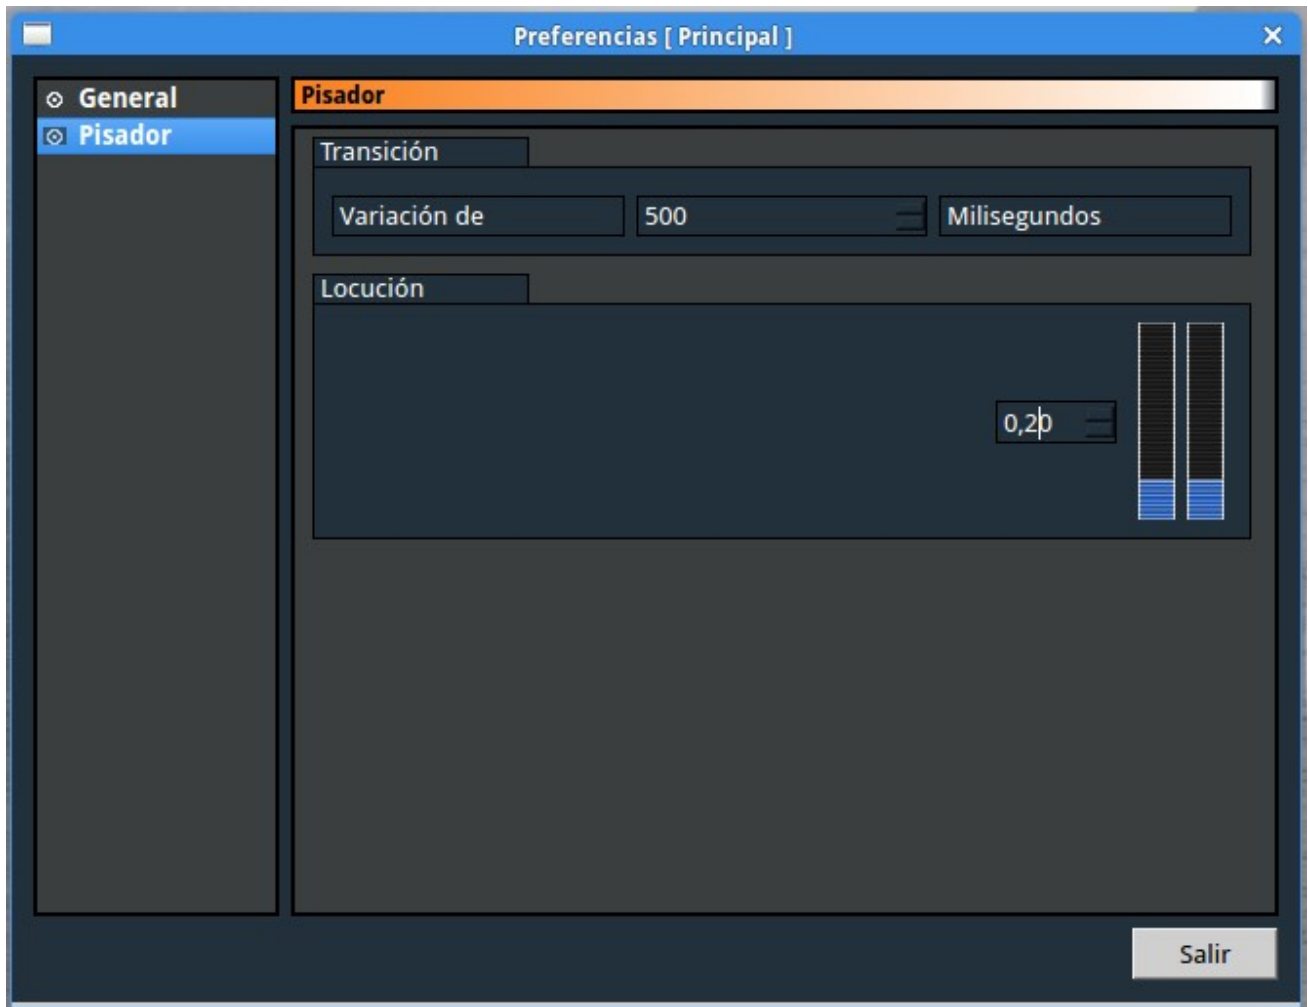 Preferencias [ Principal ]
General
Pisador
Pisador
Transición
Variación de 500 Milisegundos
Locución
0,20
Salir